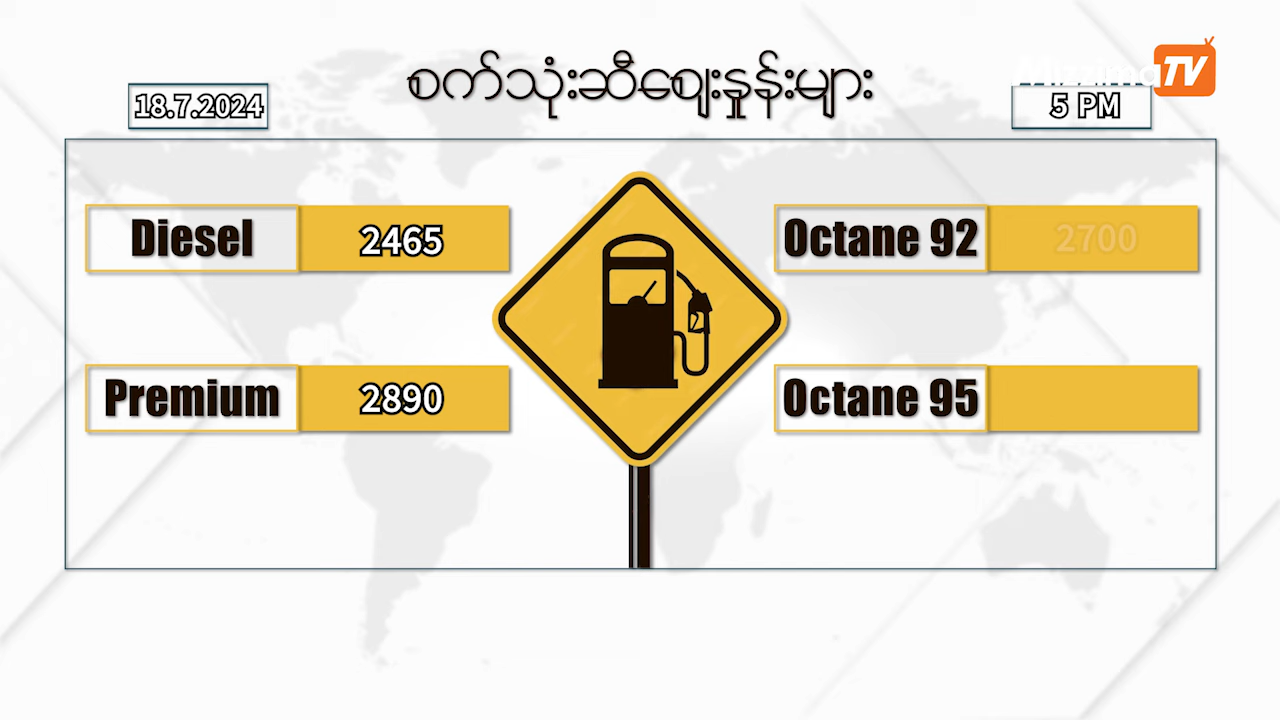 စက်သုံးဆီဈေးနှုန်းများ
MizzimaTV
18.7.2024
5 PM
Diesel 2465
Octane 92 2700
Premium 2890
Octane 95